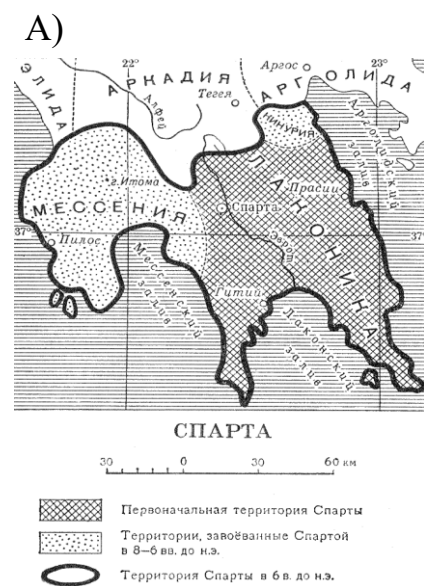 А)
22°
23°
ЭЛИДА
АРКАДИЯ
Алфей
Тегея
Аргос
АРГОЛИДА
Арголидский залив
КИНУРИЯ
г. Итома
МЕССЕНИЯ
Спарта
Прасии
ЛАКОНИКА
37°
Пилос
37°
Мессенский залив
Эврот
Гитий
Лаконский залив
СПАРТА
30 0 30 60 км
Первоначальная территория Спарты
Территории, завоёванные Спартой
в 8–6 вв. до н.э.
Территория Спарты в 6 в. до н.э.